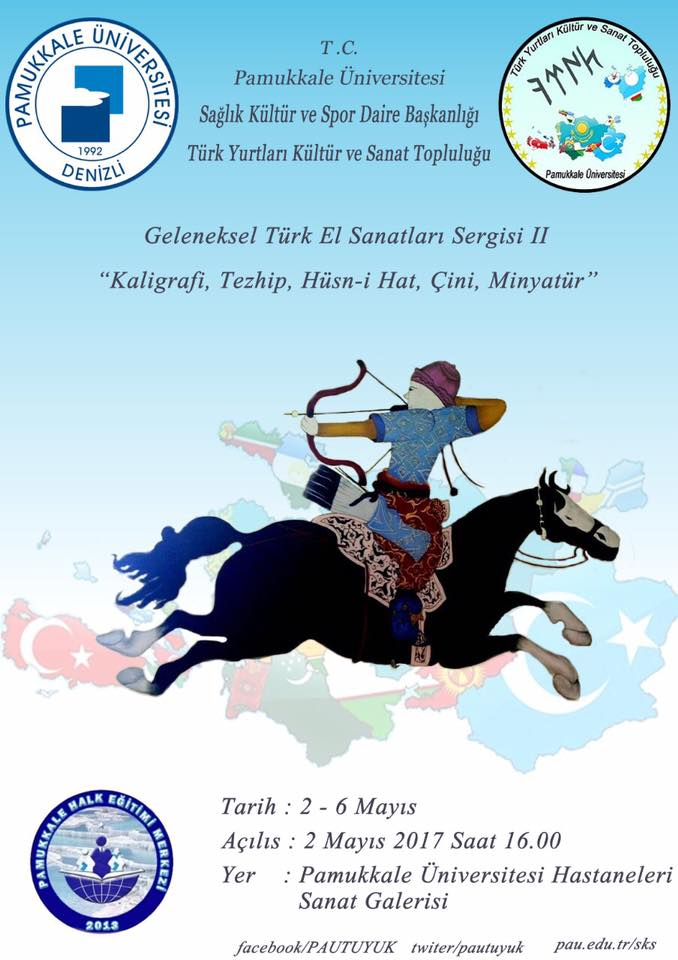 PAMUKKALE ÜNİVERSİTESİ
1992
DENİZLİ
T .C.
Pamukkale Üniversitesi
Sağlık Kültür ve Spor Daire Başkanlığı
Türk Yurtları Kültür ve Sanat Topluluğu
Türk Yurtları Kültür ve Sanat Topluluğu
Pamukkale Üniversitesi
Geleneksel Türk El Sanatları Sergisi II
“Kaligrafi, Tezhip, Hüsn-i Hat, Çini, Minyatür”
PAMUKKALE HALK EĞİTİMİ MERKEZİ
2013
Tarih : 2 - 6 Mayıs
Açılıs : 2 Mayıs 2017 Saat 16.00
Yer : Pamukkale Üniversitesi Hastaneleri
Sanat Galerisi
facebook/PAUTUYUK twiter/pautuyuk pau.edu.tr/sks